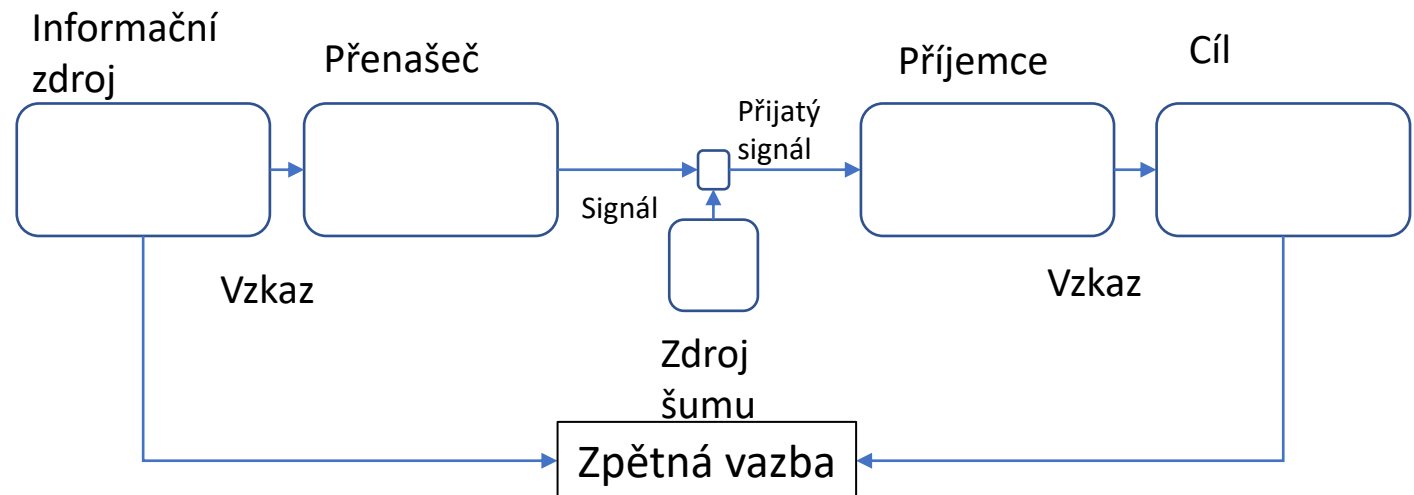 Informační
zdroj
Přenašeč
Příjemce
Cíl
Přijatý
signál
Signál
Vzkaz
Vzkaz
Zdroj
šumu
Zpětná vazba